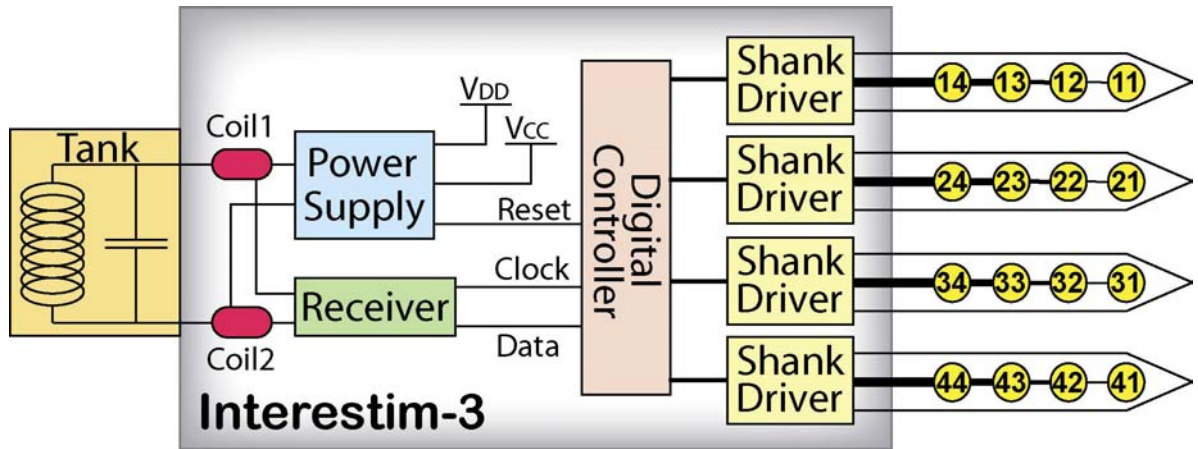 Tank
Coil1
Coil2
Power
Supply
VDD
VCC
Reset
Receiver
Clock
Data
Digital
Controller
Interestim-3
Shank
Driver
14 13 12 11
Shank
Driver
24 23 22 21
Shank
Driver
34 33 32 31
Shank
Driver
44 43 42 41